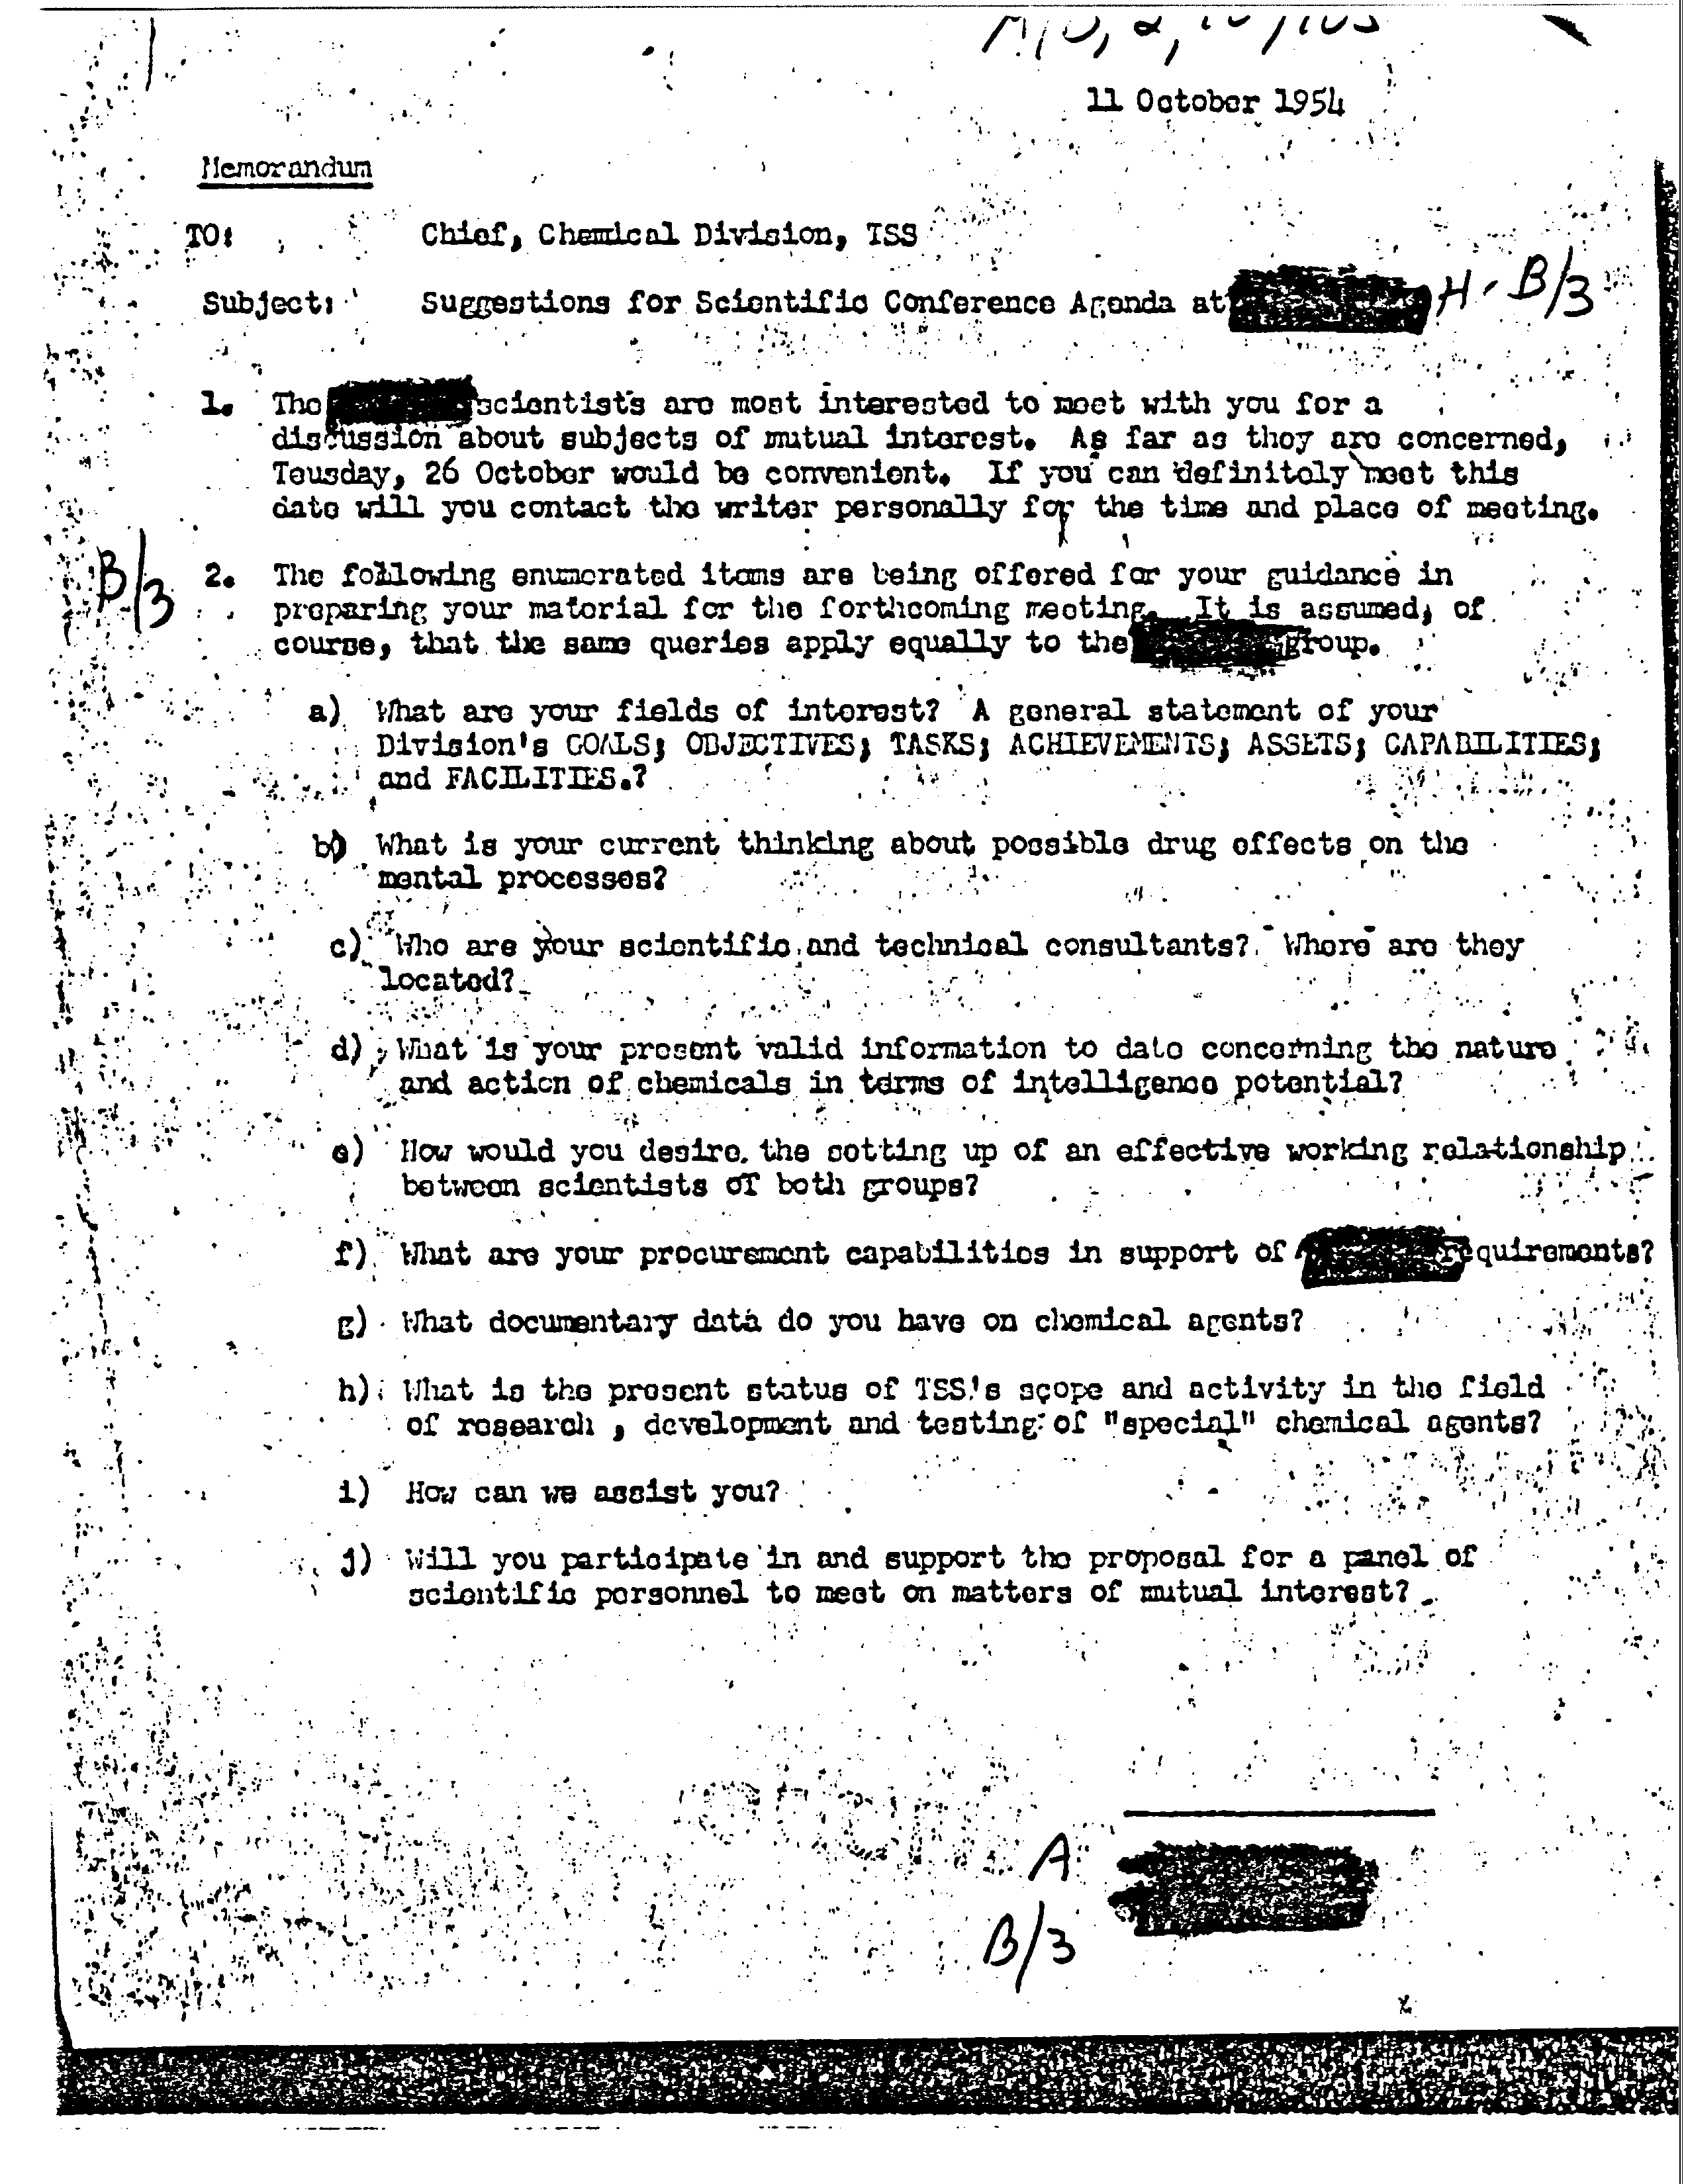 11 October 1954
Memorandum
TO: Chief, Chemical Division, TSS
Subject: Suggestions for Scientific Conference Agenda at H - B/3
1. The scientists are most interested to meet with you for a
discussion about subjects of mutual interest. As far as they are concerned,
Teusday, 26 October would be convenient. If you can definitely meet this
date will you contact the writer personally for the time and place of meeting.
B/3
2. The following enumerated items are being offered for your guidance in
preparing your material for the forthcoming meeting. It is assumed, of
course, that the same queries apply equally to the group.
a) What are your fields of interest? A general statement of your
Division's GOALS; OBJECTIVES; TASKS; ACHIEVEMENTS; ASSETS; CAPABILITIES;
and FACILITIES.?
b) What is your current thinking about possible drug effects on the
mental processes?
c) Who are your scientific and technical consultants? Where are they
located?
d) What is your present valid information to date concerning the nature
and action of chemicals in terms of intelligence potential?
e) How would you desire the setting up of an effective working relationship
between scientists of both groups?
f) What are your procurement capabilities in support of requirements?
g) What documentary data do you have on chemical agents?
h) What is the present status of TSS's scope and activity in the field
of research , development and testing of "special" chemical agents?
i) How can we assist you?
j) Will you participate in and support the proposal for a panel of
scientific personnel to meet on matters of mutual interest?
A
B/3